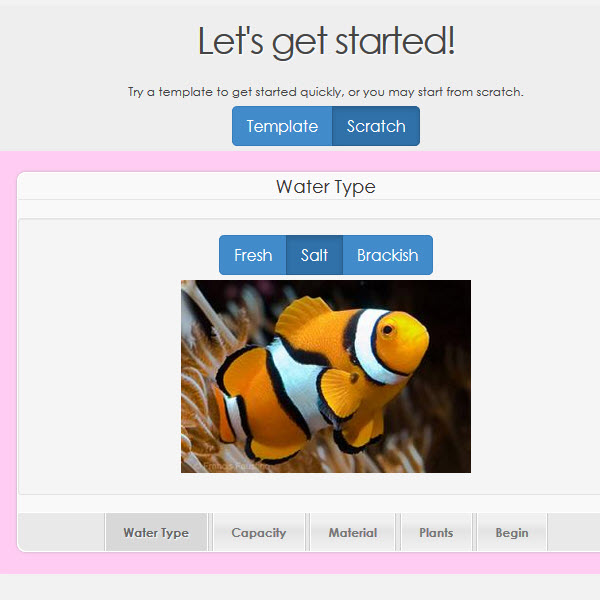 Let's get started!
Try a template to get started quickly, or you may start from scratch.
Template Scratch
Water Type
Fresh Salt Brackish
Water Type Capacity Material Plants Begin